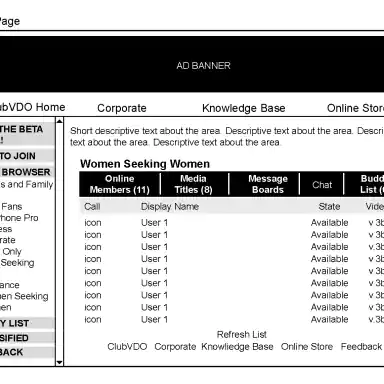 Page
AD BANNER
ubVDO Home Corporate Knowledge Base Online Stor
THE BETA
!
TO JOIN
BROWSER
s and Family
Fans
hone Pro
ess
rate
Only
Seeking
ance
en Seeking
en
Y LIST
SIFIED
BACK
Short descriptive text about the area. Descriptive text about the area. Descri
text about the area. Descriptive text about the area.
Women Seeking Women
Online Members (11) Media Titles (8) Message Boards Chat Budd List (
Call Display Name State Vide
icon User 1 Available v.3b
icon User 1 Available v.3b
icon User 1 Available v.3b
icon User 1 Available v.3b
icon User 1 Available v.3b
icon User 1 Available v.3b
icon User 1 Available v.3b
icon User 1 Available v.3b
icon User 1 Available v.3b
Refresh List
ClubVDO Corporate Knowliedge Base Online Store Feedback